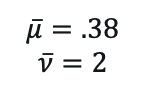 μ̄ = .38
ν̄ = 2